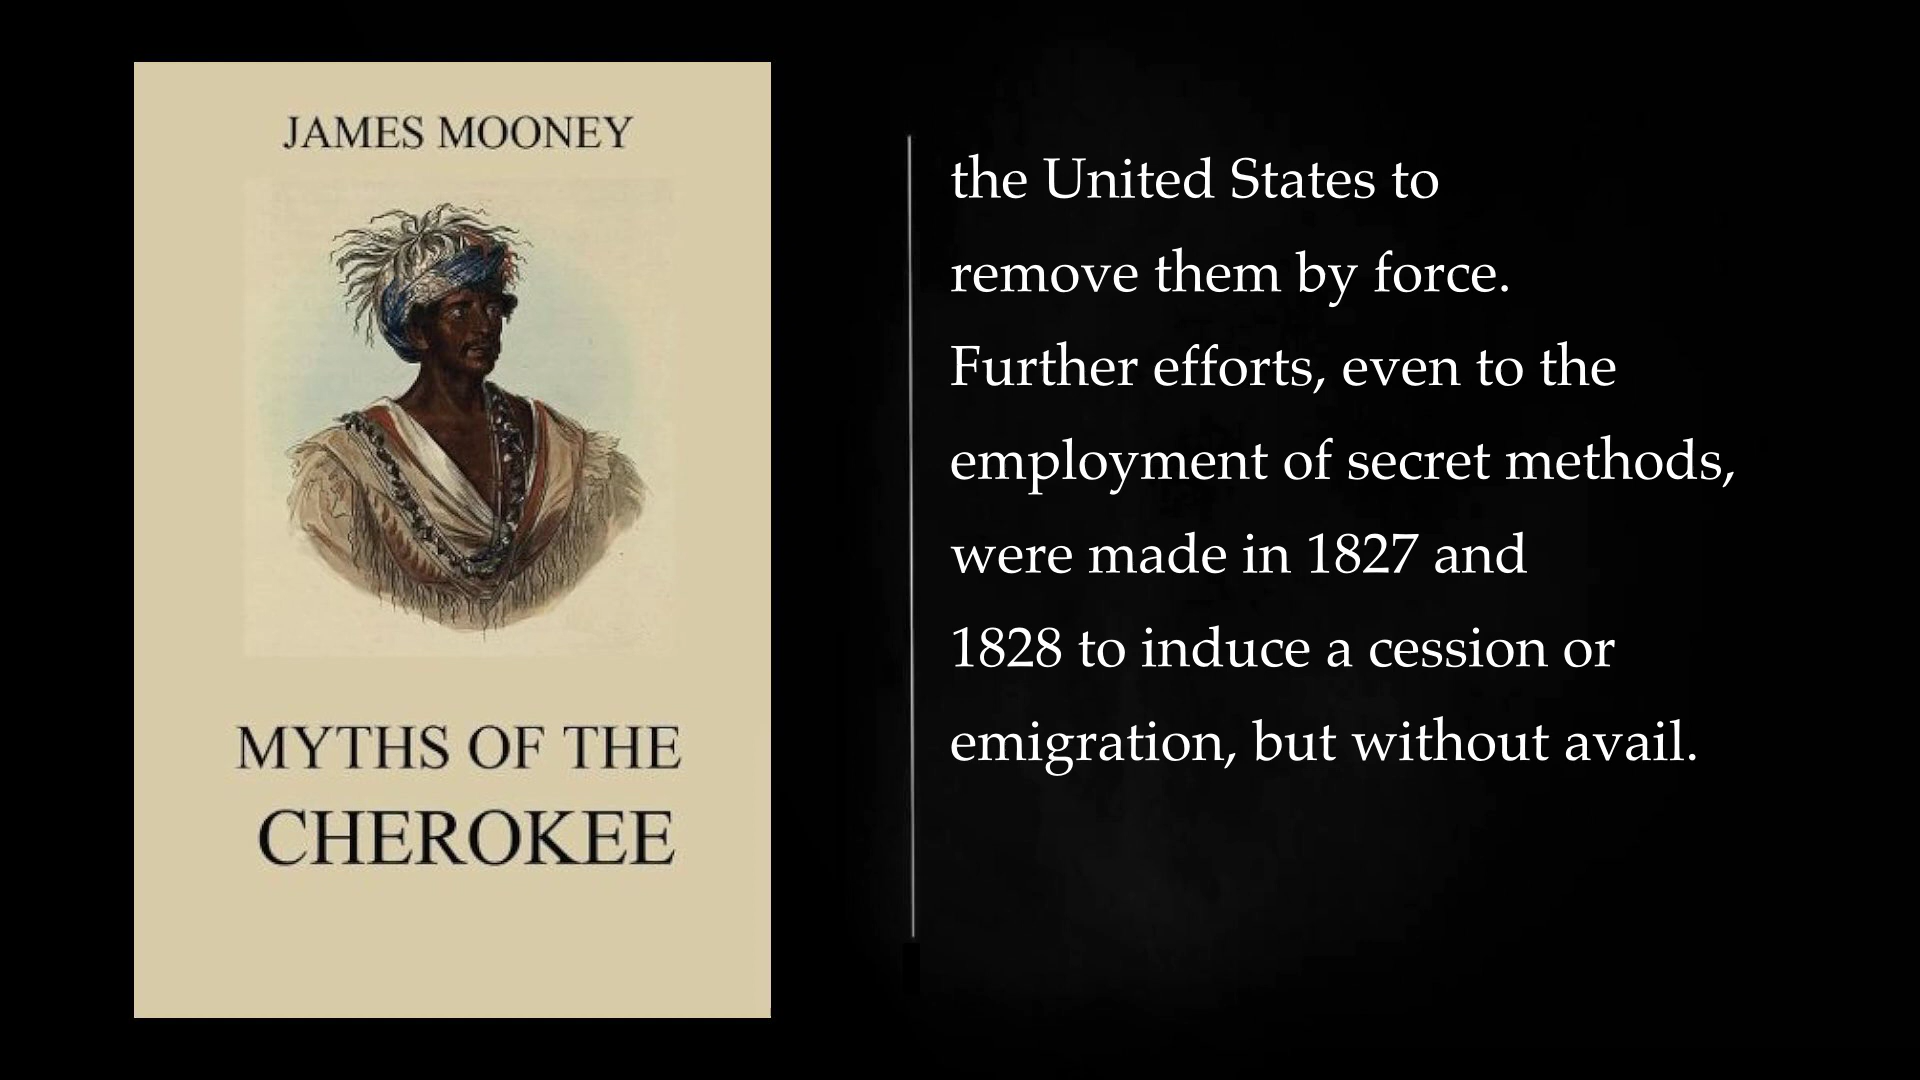 JAMES MOONEY
MYTHS OF THE
CHEROKEE
the United States to
remove them by force.
Further efforts, even to the
employment of secret methods,
were made in 1827 and
1828 to induce a cession or
emigration, but without avail.